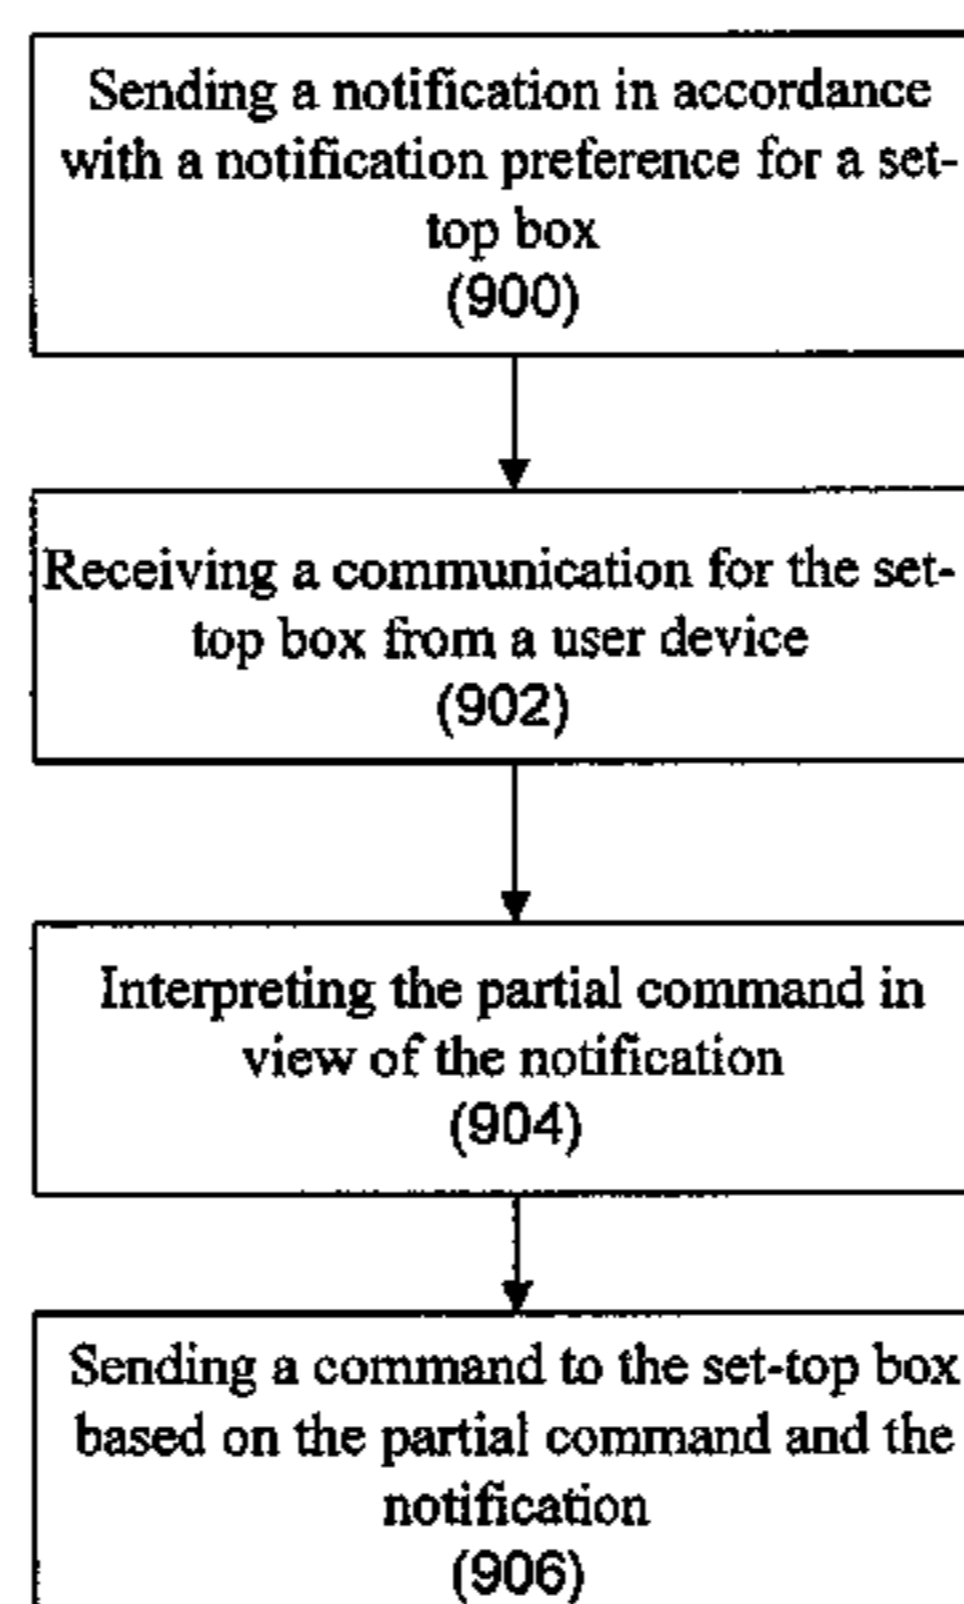 Sending a notification in accordance
with a notification preference for a set-
top box
(900)
Receiving a communication for the set-
top box from a user device
(902)
Interpreting the partial command in
view of the notification
(904)
Sending a command to the set-top box
based on the partial command and the
notification
(906)